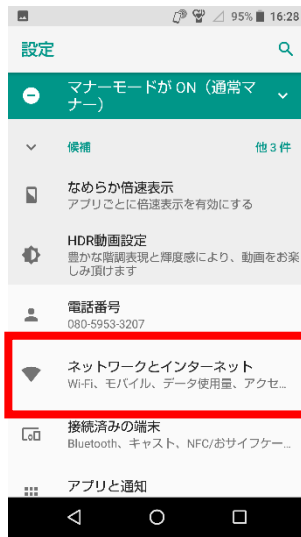 95% 16:28
設定
マナーモードが ON（通常マ
ナー）
候補 他3件
なめらか倍速表示
アプリごとに倍速表示を有効にする
HDR動画設定
豊かな階調表現と輝度感により、動画をお楽
しみ頂けます
電話番号
080-5953-3207
ネットワークとインターネット
Wi-Fi、モバイル、データ使用量、アクセ...
接続済みの端末
Bluetooth、キャスト、NFC/おサイフケー...
アプリと通知